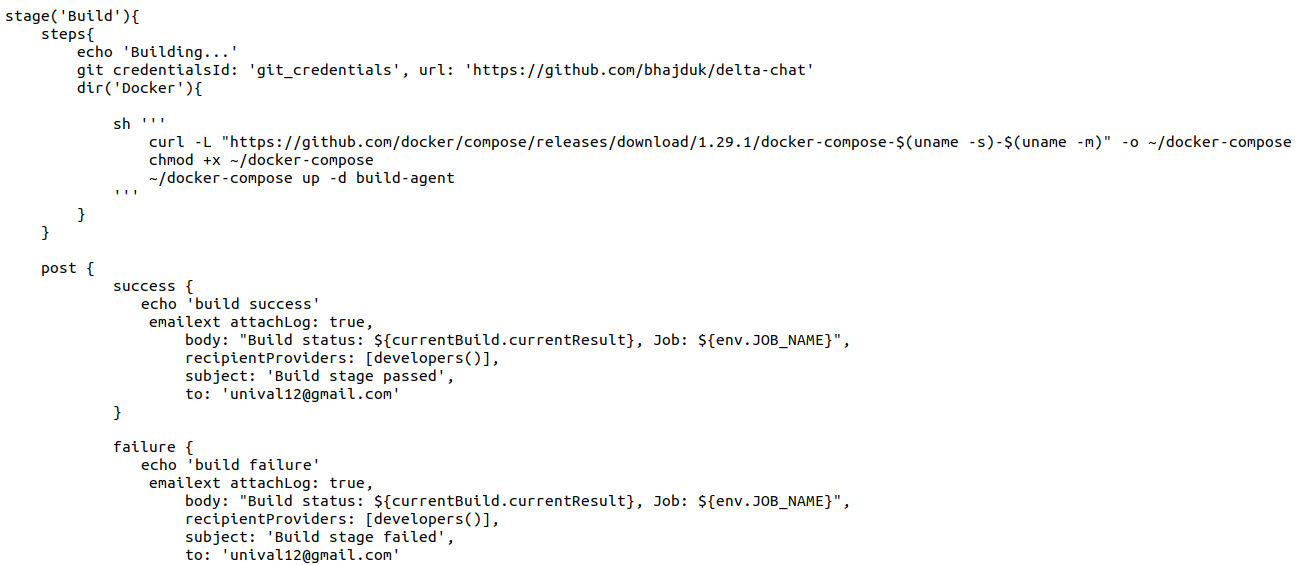 stage('Build'){
    steps{
        echo 'Building...'
        git credentialsId: 'git_credentials', url: 'https://github.com/bhajduk/delta-chat'
        dir('Docker'){

            sh '''
                curl -L "https://github.com/docker/compose/releases/download/1.29.1/docker-compose-$(uname -s)-$(uname -m)" -o ~/docker-compose
                chmod +x ~/docker-compose
                ~/docker-compose up -d build-agent
            '''
        }
    }

    post {
            success {
               echo 'build success'
                emailext attachLog: true,
                    body: "Build status: ${currentBuild.currentResult}, Job: ${env.JOB_NAME}",
                    recipientProviders: [developers()],
                    subject: 'Build stage passed',
                    to: 'unival12@gmail.com'
            }

            failure {
               echo 'build failure'
                emailext attachLog: true,
                    body: "Build status: ${currentBuild.currentResult}, Job: ${env.JOB_NAME}",
                    recipientProviders: [developers()],
                    subject: 'Build stage failed',
                    to: 'unival12@gmail.com'